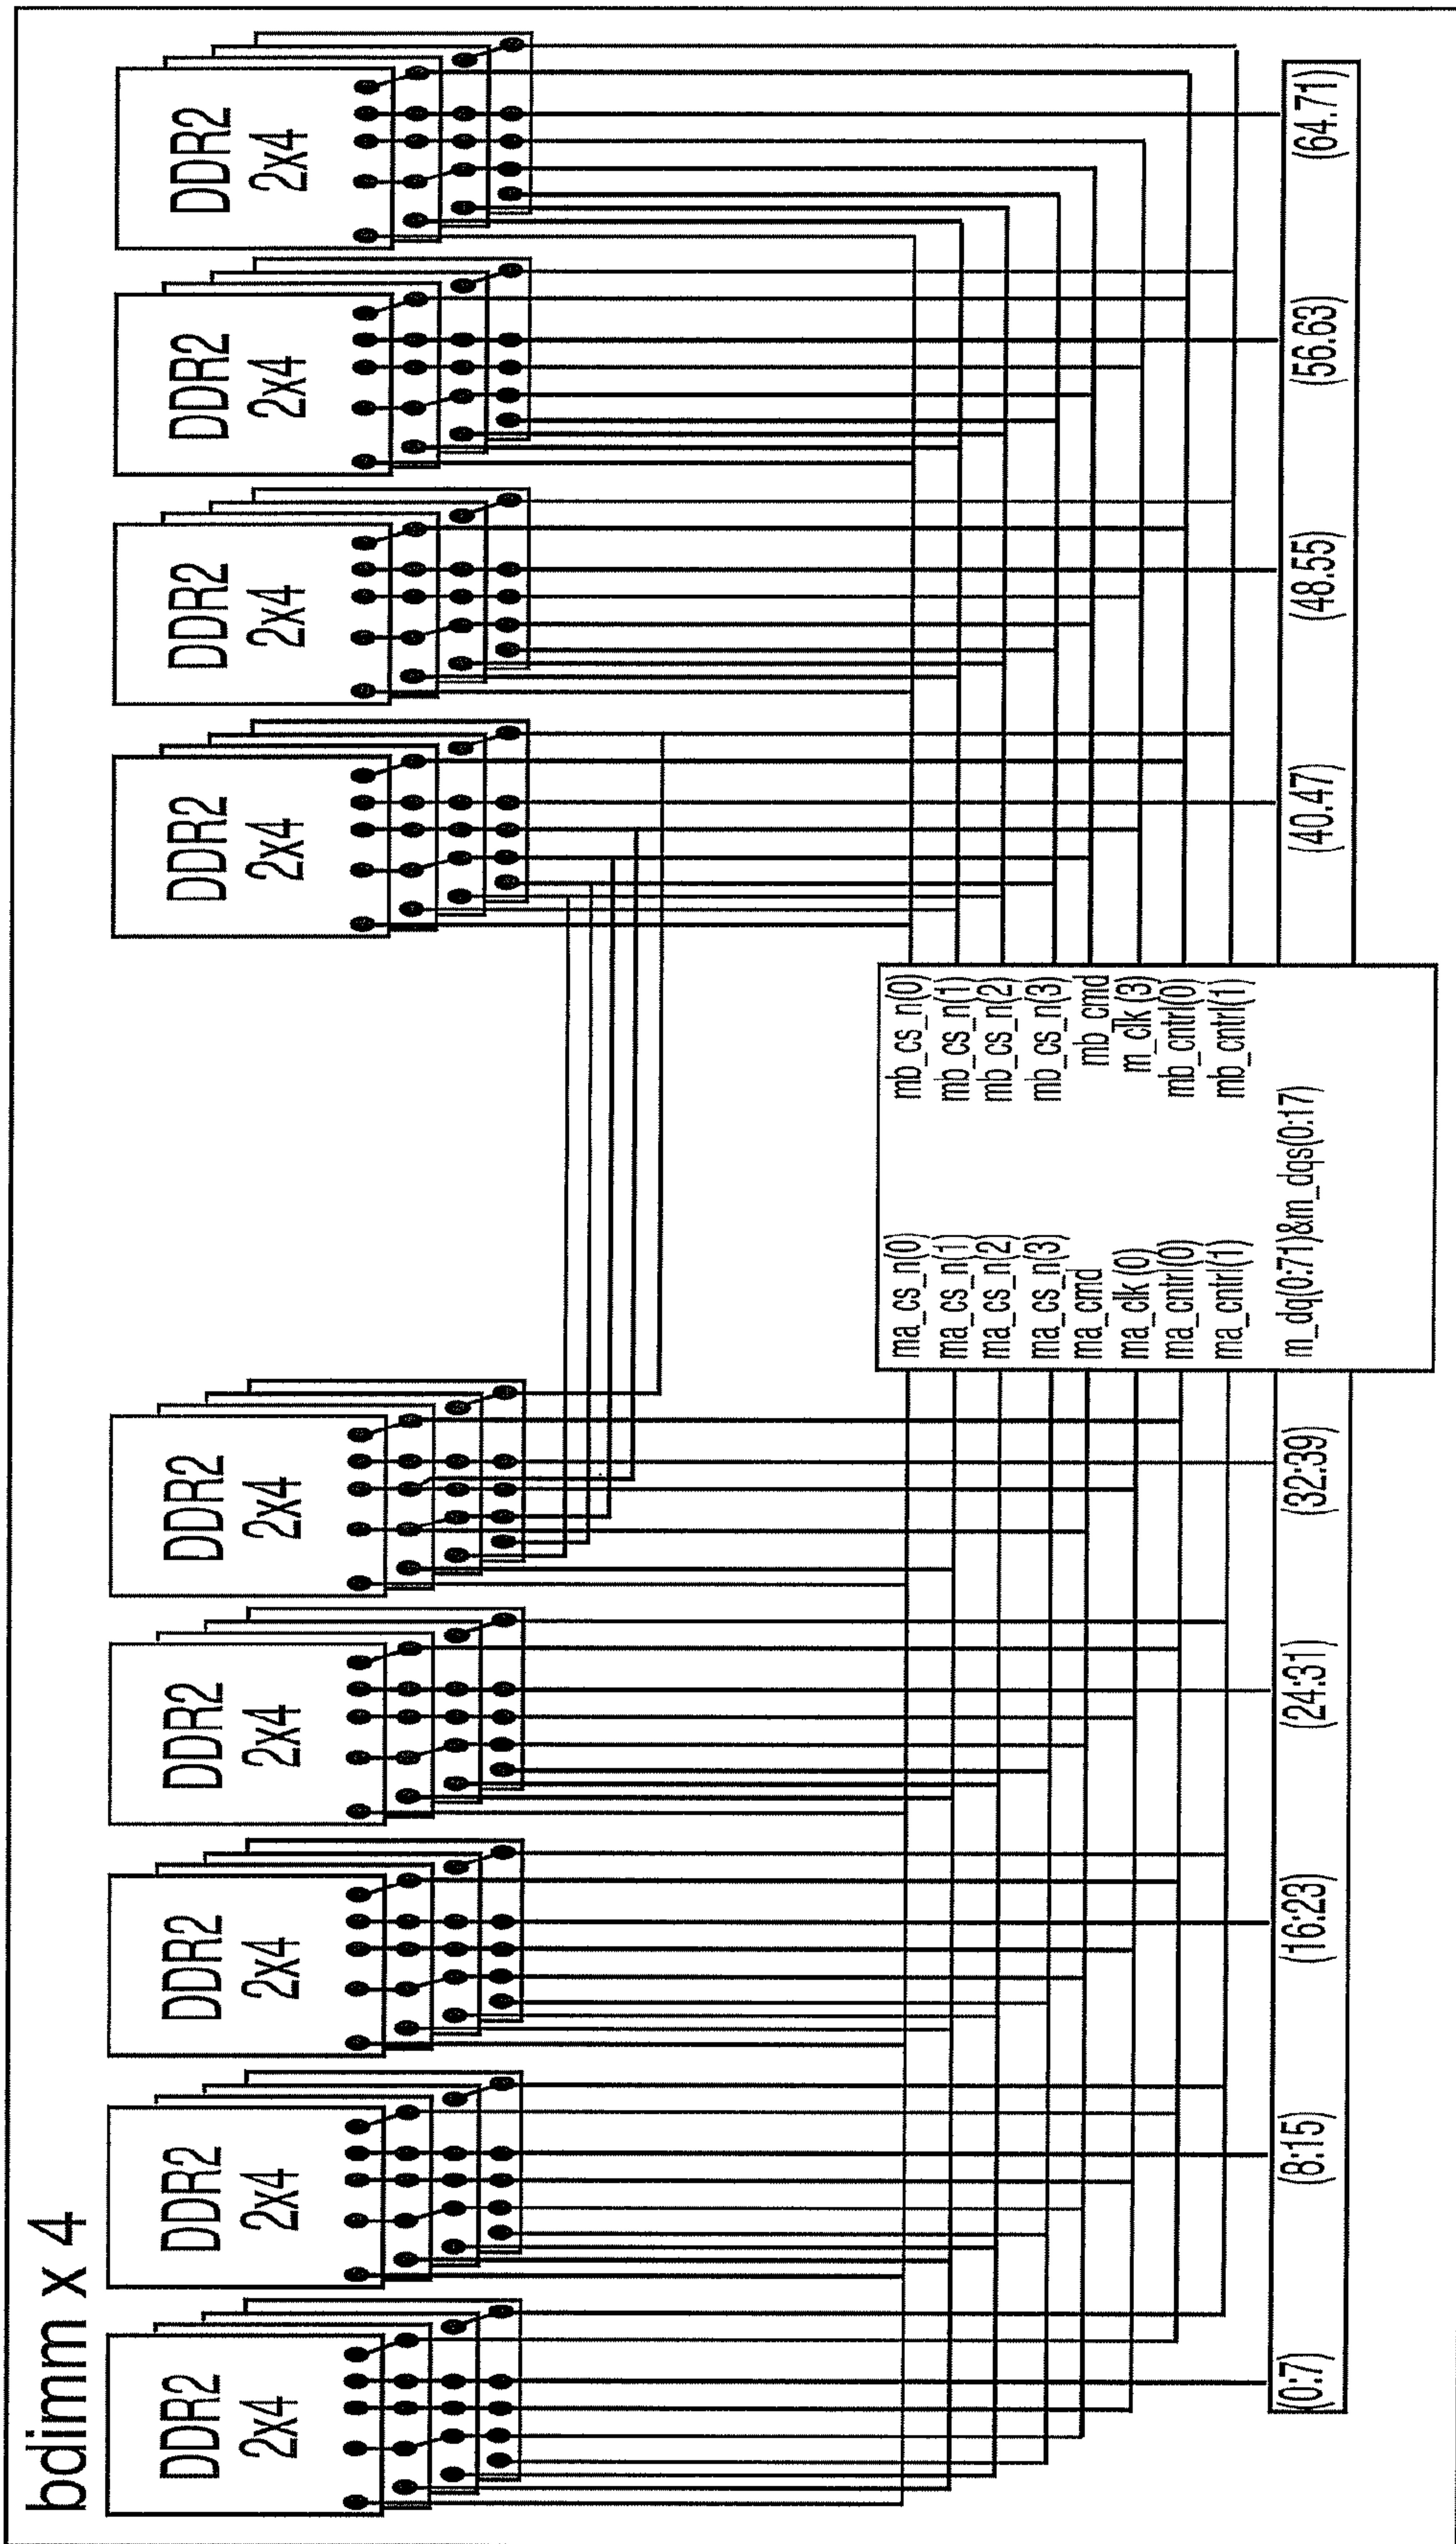 bdimm x 4
DDR2
2x4
DDR2
2x4
DDR2
2x4
DDR2
2x4
DDR2
2x4
DDR2
2x4
DDR2
2x4
DDR2
2x4
DDR2
2x4
ma_cs_n(0)
ma_cs_n(1)
ma_cs_n(2)
ma_cs_n(3)
ma_cmd
ma_clk (0)
ma_cntrl(0)
ma_cntrl(1)
mb_cs_n(0)
mb_cs_n(1)
mb_cs_n(2)
mb_cs_n(3)
mb_cmd
m_clk (3)
mb_cntrl(0)
mb_cntrl(1)
m_dq(0:71)&m_dqs(0:17)
(0:7)
(8:15)
(16:23)
(24:31)
(32:39)
(40.47)
(48.55)
(56.63)
(64.71)